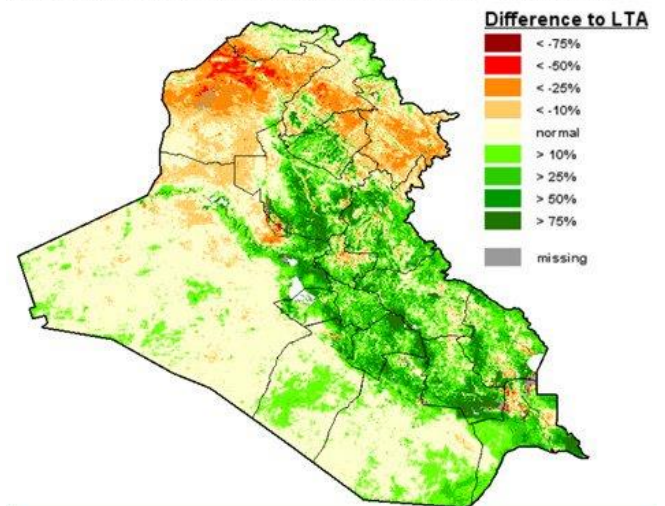 Difference to LTA
< -75%
< -50%
< -25%
< -10%
normal
> 10%
> 25%
> 50%
> 75%
missing